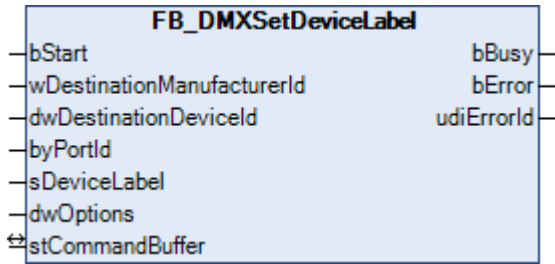 FB_DMXSetDeviceLabel
bStart bBusy
wDestinationManufacturerId bError
dwDestinationDeviceId udiErrorId
byPortId
sDeviceLabel
dwOptions
stCommandBuffer